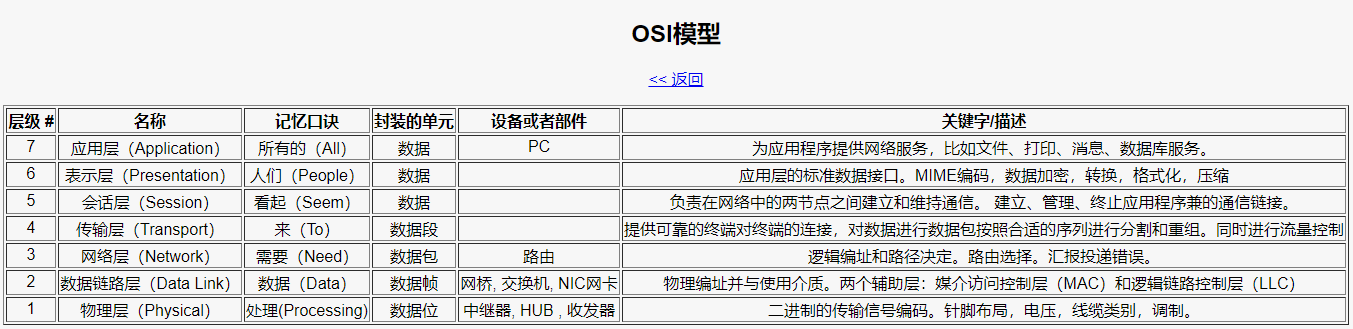 OSI模型
<< 返回
层级 # 名称 记忆口诀 封装的单元 设备或者部件 关键字/描述
7 应用层（Application） 所有的（All） 数据 PC 为应用程序提供网络服务，比如文件、打印、消息、数据库服务。
6 表示层（Presentation） 人们（People） 数据 应用层的标准数据接口。MIME编码，数据加密，转换，格式化，压缩
5 会话层（Session） 看起（Seem） 数据 负责在网络中的两节点之间建立和维持通信。 建立、管理、终止应用程序兼的通信链接。
4 传输层（Transport） 来（To） 数据段 提供可靠的终端对终端的连接，对数据进行数据包按照合适的序列进行分割和重组。同时进行流量控制
3 网络层（Network） 需要（Need） 数据包 路由 逻辑编址和路径决定。路由选择。汇报投递错误。
2 数据链路层（Data Link） 数据（Data） 数据帧 网桥, 交换机, NIC网卡 物理编址并与使用介质。两个辅助层：媒介访问控制层（MAC）和逻辑链路控制层（LLC）
1 物理层（Physical） 处理(Processing) 数据位 中继器, HUB , 收发器 二进制的传输信号编码。针脚布局，电压，线缆类别，调制。